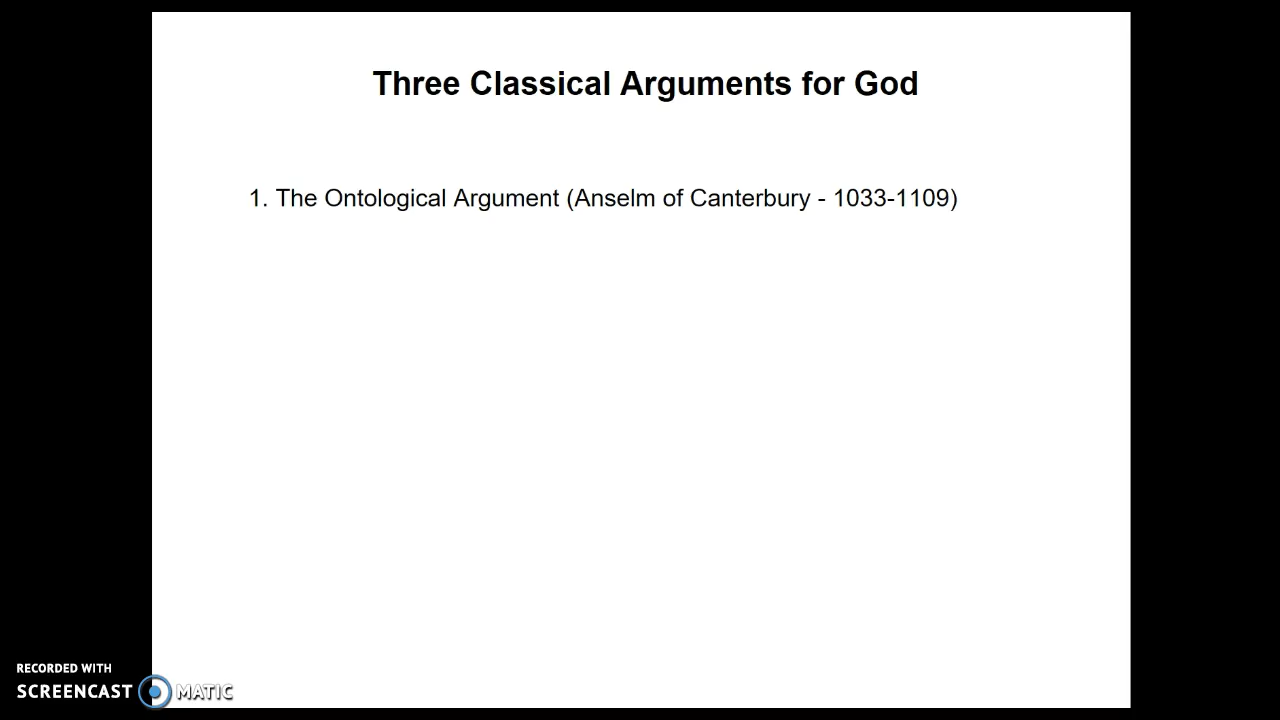 Three Classical Arguments for God
1. The Ontological Argument (Anselm of Canterbury - 1033-1109)
RECORDED WITH
SCREENCAST MATIC